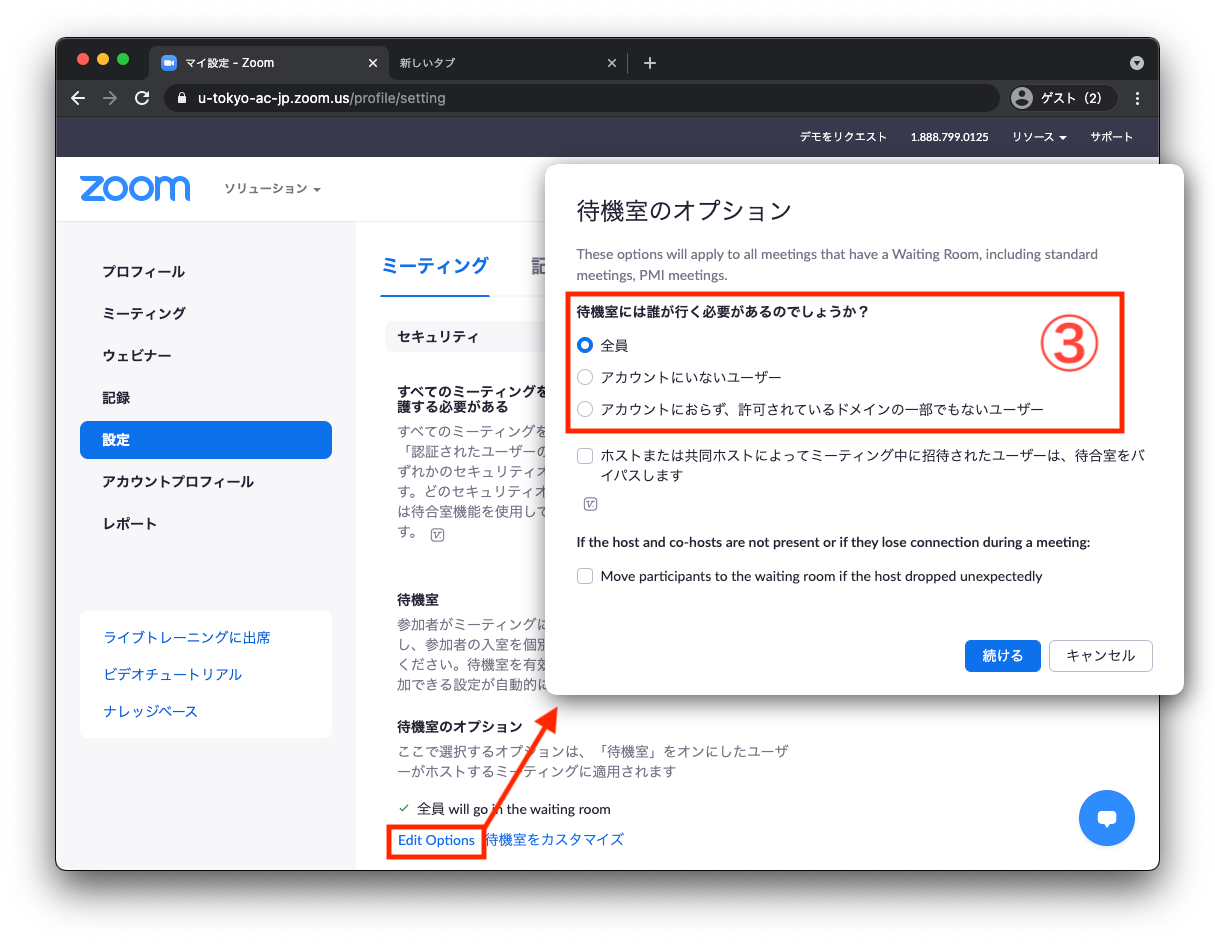 マイ設定 - Zoom
新しいタブ
u-tokyo-ac-jp.zoom.us/profile/setting
ゲスト（2）
デモをリクエスト 1.888.799.0125 リソース サポート
zoom ソリューション
プロフィール
ミーティング
ウェビナー
記録
設定
アカウントプロフィール
レポート
ライブトレーニングに出席
ビデオチュートリアル
ナレッジベース
ミーティング
セキュリティ
すべてのミーティングを
護する必要がある
すべてのミーティングを
「認証されたユーザーの
ずれかのセキュリティオ
す。どのセキュリティオ
は待合室機能を使用して
す。
待機室
参加者がミーティングに
し、参加者の入室を個別
ください。待機室を有効
加できる設定が自動的に
待機室のオプション
ここで選択するオプションは、「待機室」をオンにしたユーザ
ーがホストするミーティングに適用されます
全員 will go in the waiting room
Edit Options 待機室をカスタマイズ
待機室のオプション
These options will apply to all meetings that have a Waiting Room, including standard
meetings, PMI meetings.
待機室には誰が行く必要があるのでしょうか？
③
全員
アカウントにいないユーザー
アカウントにおらず、許可されているドメインの一部でもないユーザー
ホストまたは共同ホストによってミーティング中に招待されたユーザーは、待合室をバ
イパスします
If the host and co-hosts are not present or if they lose connection during a meeting:
Move participants to the waiting room if the host dropped unexpectedly
続ける キャンセル